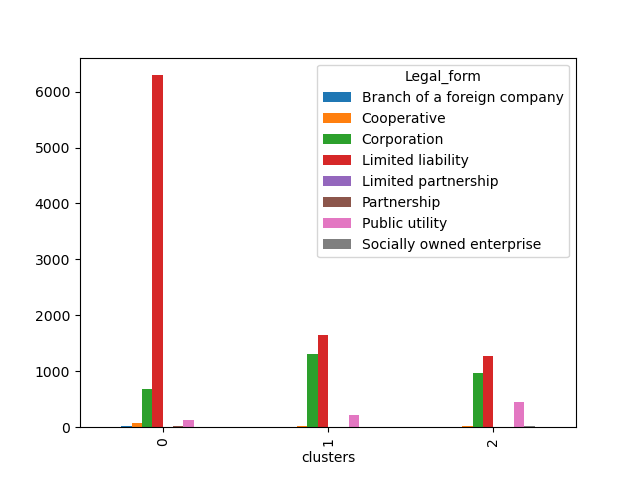 6000
5000
4000
3000
2000
1000
0
Legal_form
Branch of a foreign company
Cooperative
Corporation
Limited liability
Limited partnership
Partnership
Public utility
Socially owned enterprise
0
1
2
clusters